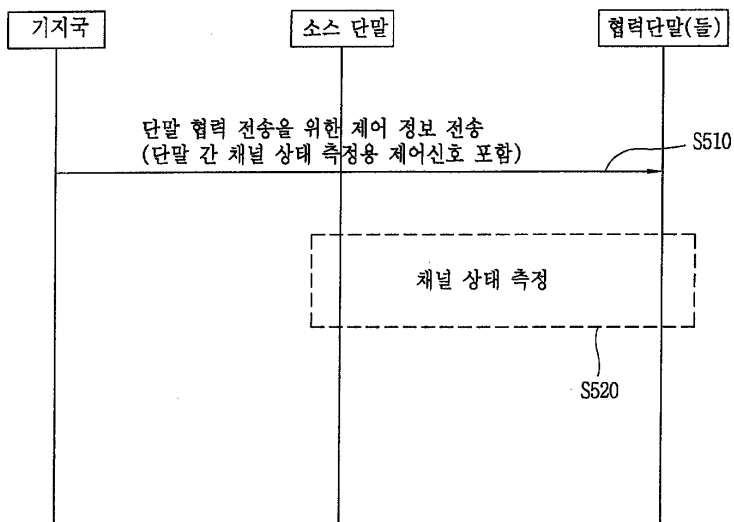 기지국
소스 단말
협력단말(들)
단말 협력 전송을 위한 제어 정보 전송
(단말 간 채널 상태 측정용 제어신호 포함)
S510
채널 상태 측정
S520